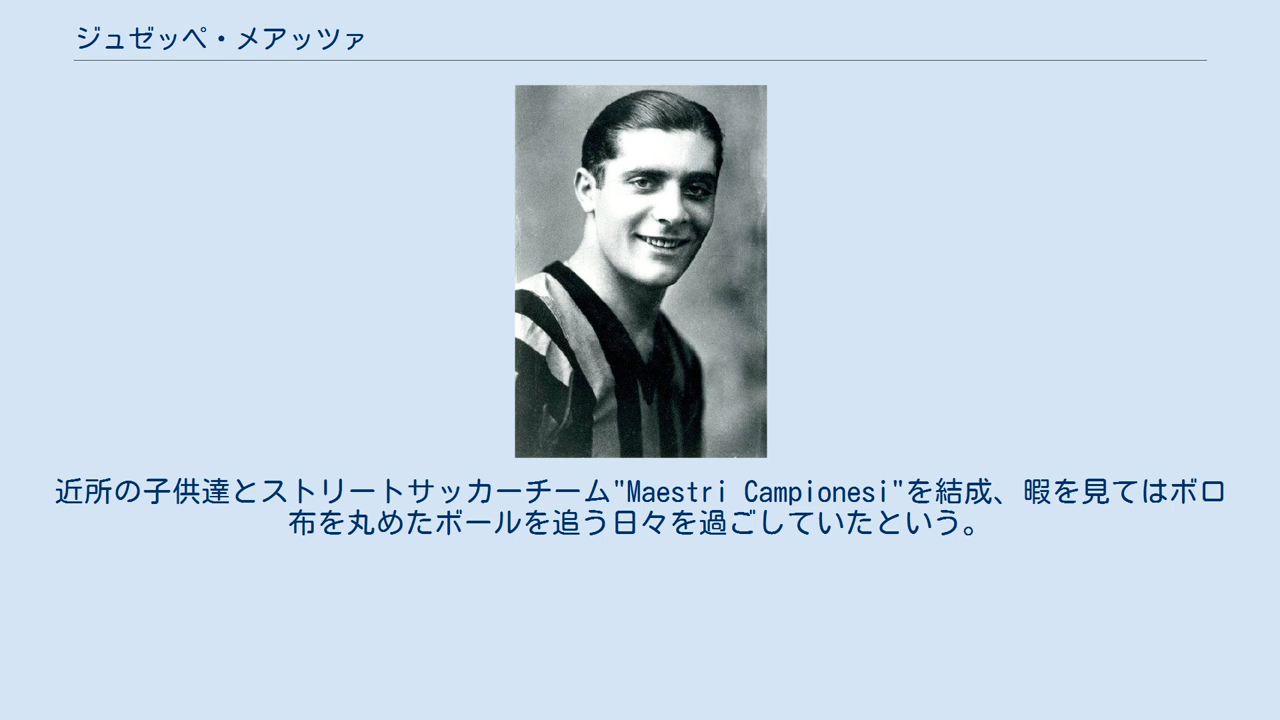 ジュゼッペ・メアッツァ
近所の子供達とストリートサッカーチーム"Maestri Campionesi"を結成、暇を見てはボロ
布を丸めたボールを追う日々を過ごしていたという。